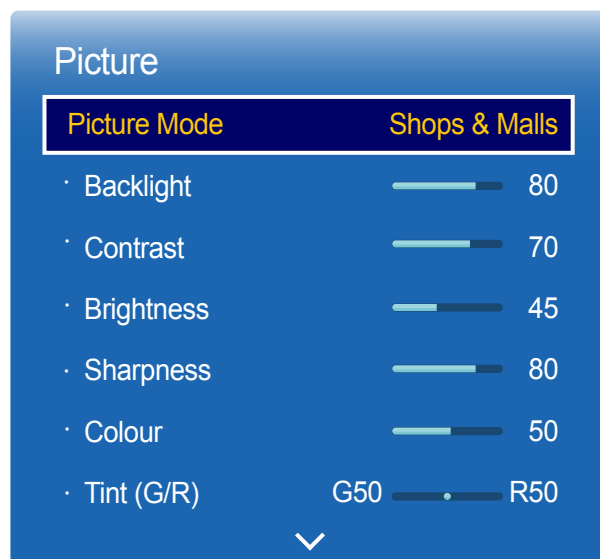 Picture
Picture Mode Shops & Malls
· Backlight 80
· Contrast 70
· Brightness 45
· Sharpness 80
· Colour 50
· Tint (G/R) G50 R50